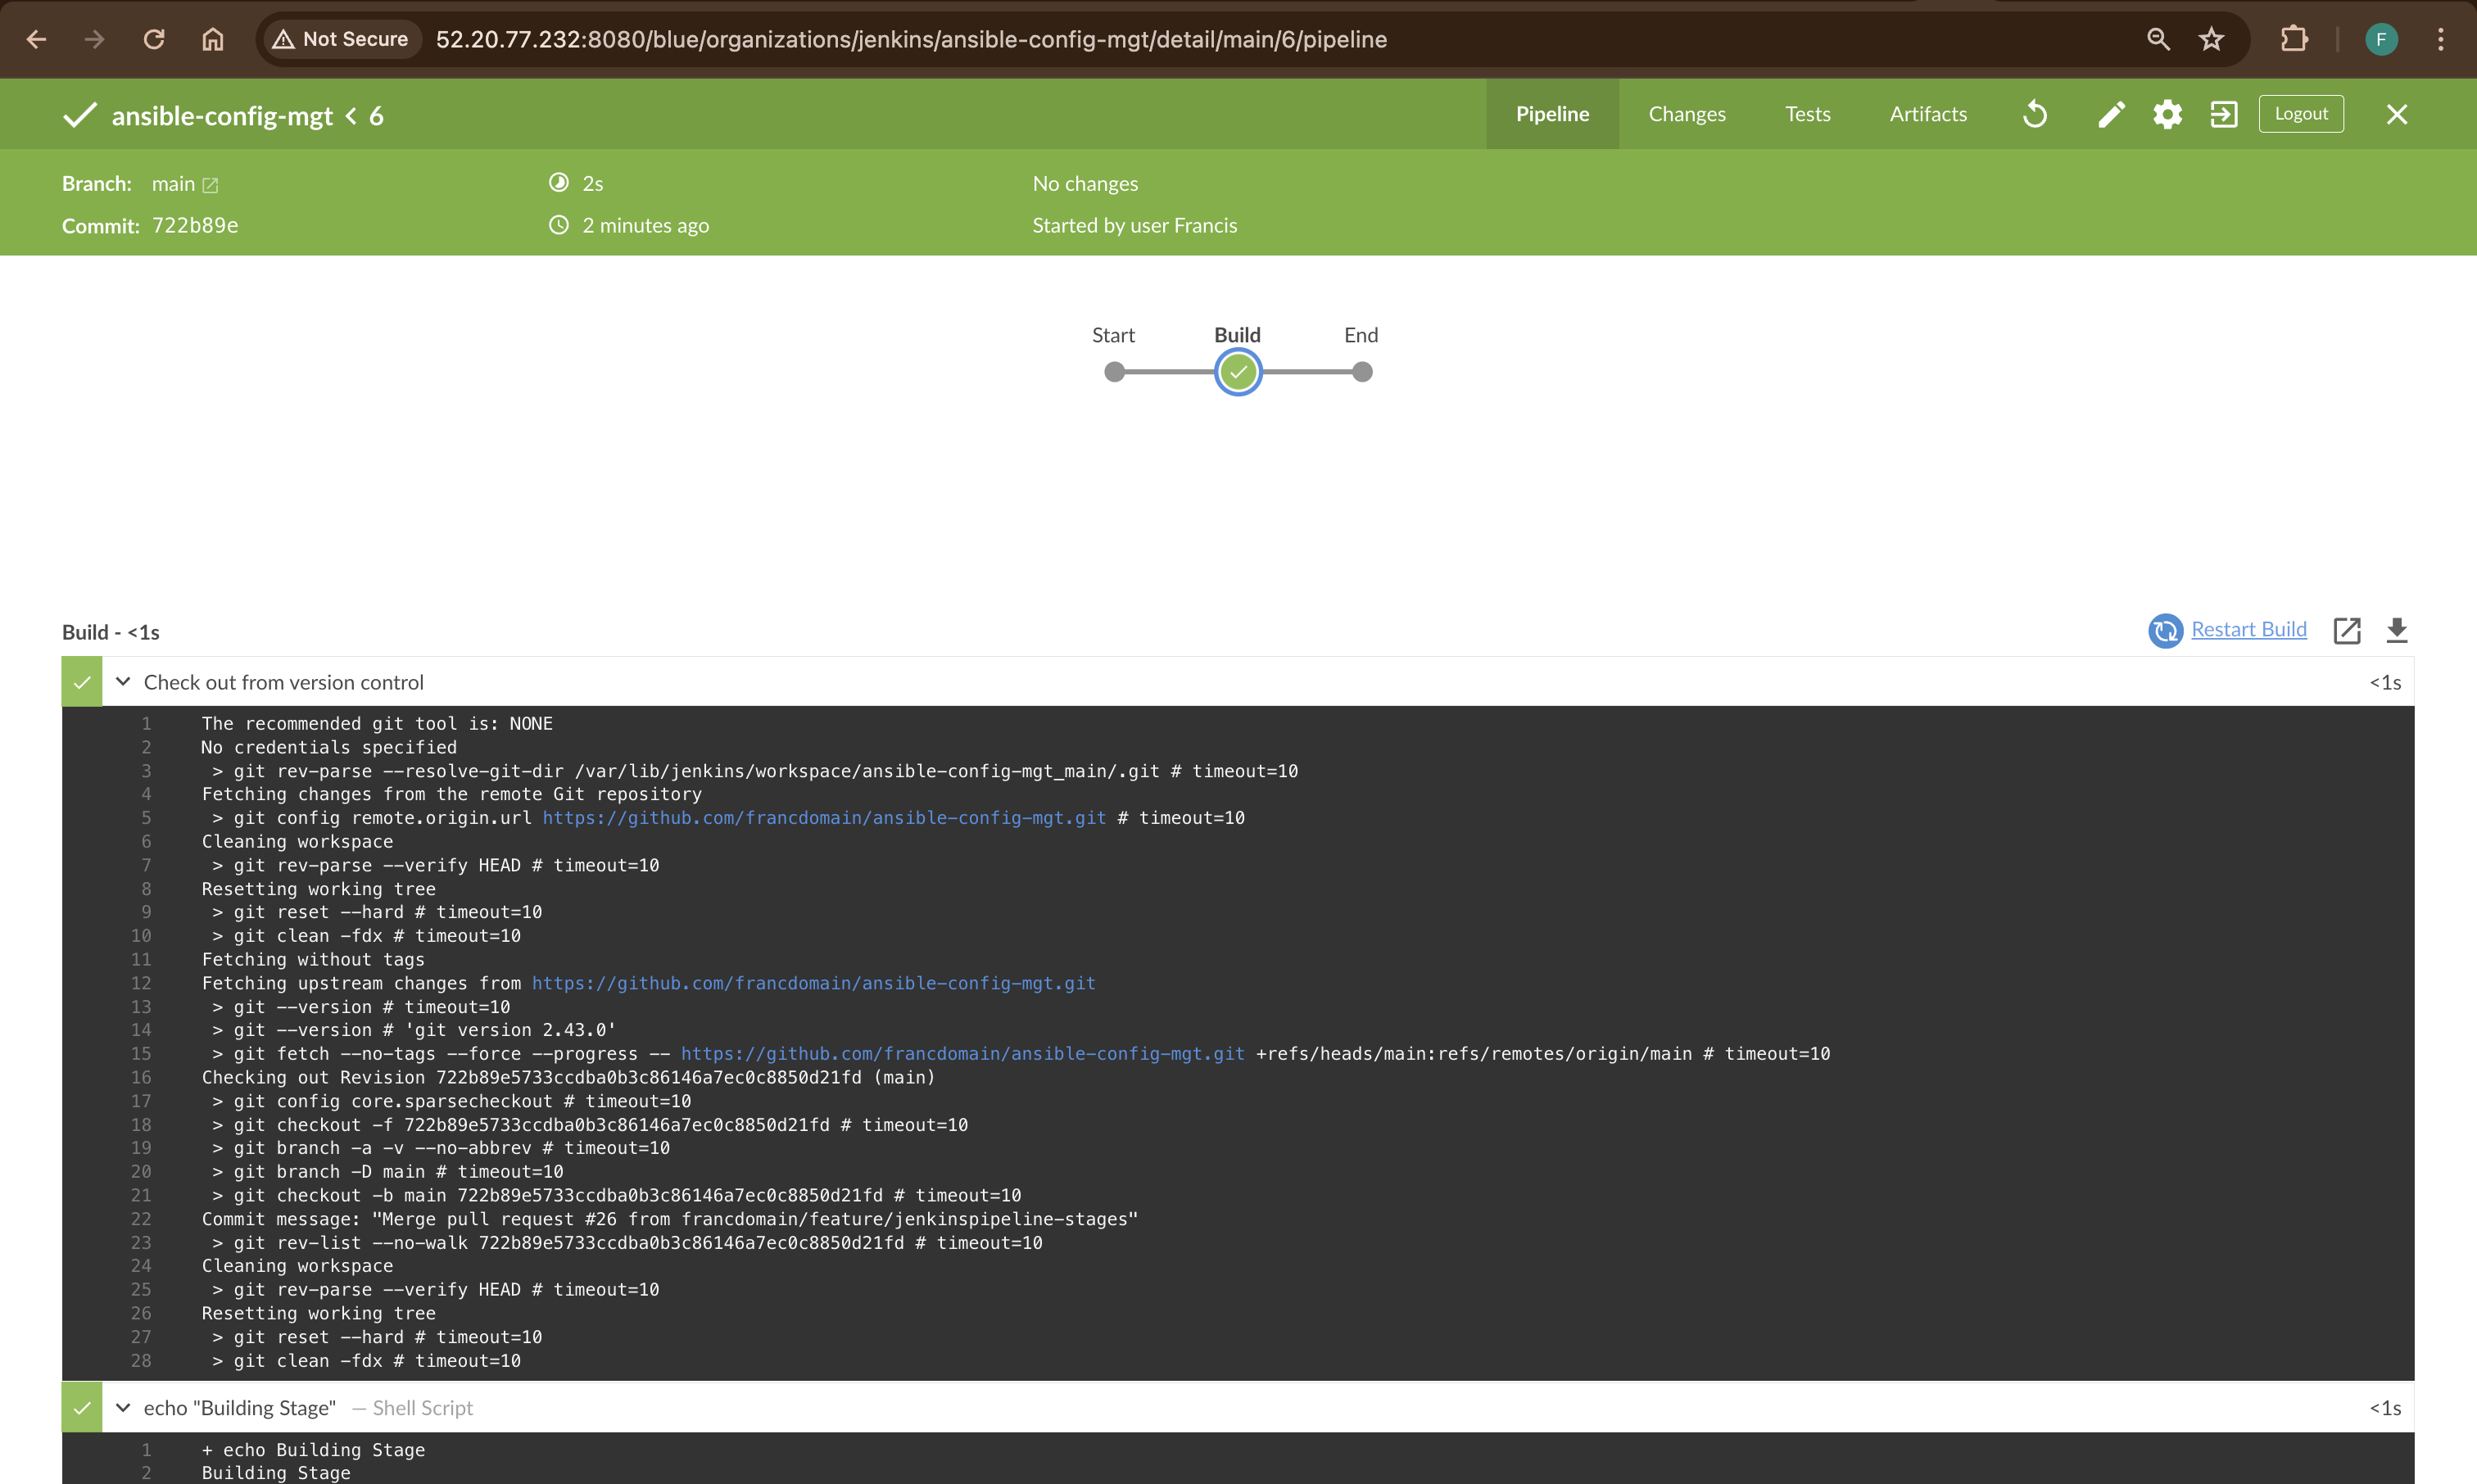 Not Secure 52.20.77.232:8080/blue/organizations/jenkins/ansible-config-mgt/detail/main/6/pipeline F
ansible-config-mgt < 6 Pipeline Changes Tests Artifacts Logout
Branch: main 2s No changes
Commit: 722b89e 2 minutes ago Started by user Francis
Start Build End
Build - <1s Restart Build
Check out from version control <1s
1 The recommended git tool is: NONE
2 No credentials specified
3 > git rev-parse --resolve-git-dir /var/lib/jenkins/workspace/ansible-config-mgt_main/.git # timeout=10
4 Fetching changes from the remote Git repository
5 > git config remote.origin.url https://github.com/francdomain/ansible-config-mgt.git # timeout=10
6 Cleaning workspace
7 > git rev-parse --verify HEAD # timeout=10
8 Resetting working tree
9 > git reset --hard # timeout=10
10 > git clean -fdx # timeout=10
11 Fetching without tags
12 Fetching upstream changes from https://github.com/francdomain/ansible-config-mgt.git
13 > git --version # timeout=10
14 > git --version # 'git version 2.43.0'
15 > git fetch --no-tags --force --progress -- https://github.com/francdomain/ansible-config-mgt.git +refs/heads/main:refs/remotes/origin/main # timeout=10
16 Checking out Revision 722b89e5733ccdba0b3c86146a7ec0c8850d21fd (main)
17 > git config core.sparsecheckout # timeout=10
18 > git checkout -f 722b89e5733ccdba0b3c86146a7ec0c8850d21fd # timeout=10
19 > git branch -a -v --no-abbrev # timeout=10
20 > git branch -D main # timeout=10
21 > git checkout -b main 722b89e5733ccdba0b3c86146a7ec0c8850d21fd # timeout=10
22 Commit message: "Merge pull request #26 from francdomain/feature/jenkinspipeline-stages"
23 > git rev-list --no-walk 722b89e5733ccdba0b3c86146a7ec0c8850d21fd # timeout=10
24 Cleaning workspace
25 > git rev-parse --verify HEAD # timeout=10
26 Resetting working tree
27 > git reset --hard # timeout=10
28 > git clean -fdx # timeout=10
echo "Building Stage" — Shell Script <1s
1 + echo Building Stage
2 Building Stage